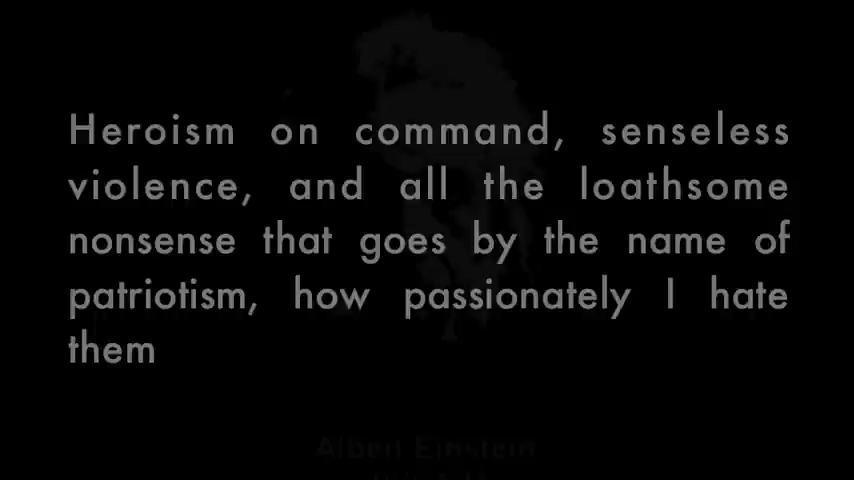 Heroism on command, senseless
violence, and all the loathsome
nonsense that goes by the name of
patriotism, how passionately I hate
them
Albert Einstein